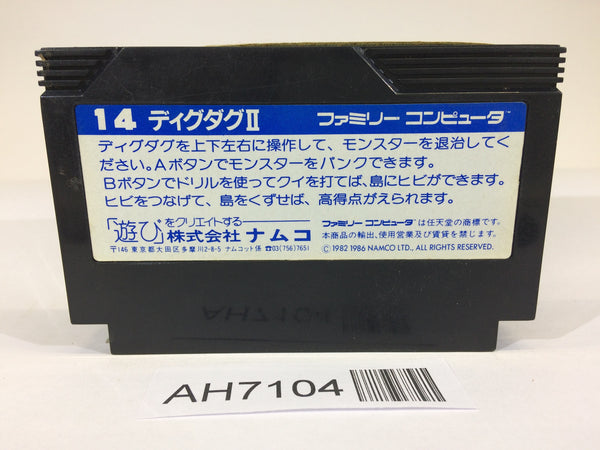 14 ディグダグⅡ ファミリー コンピュータ™
ディグダグを上下左右に操作して、モンスターを退治してく
ださい。Aボタンでモンスターをパンクできます。
Bボタンでドリルを使ってクイを打てば、島にヒビができます。
ヒビをつなげて、島をくずせば、高得点がえられます。
「遊び」をクリエイトする
株式会社 ナムコ
〒146 東京都大田区多摩川2-8-5 ナムコット係 ☎03(756)7651
ファミリー コンピュータ™は任天堂の商標です。
本商品の輸出、使用営業及び賃貸を禁じます。
©1982 1986 NAMCO LTD., ALL RIGHTS RESERVED.
AH7104
AH7104